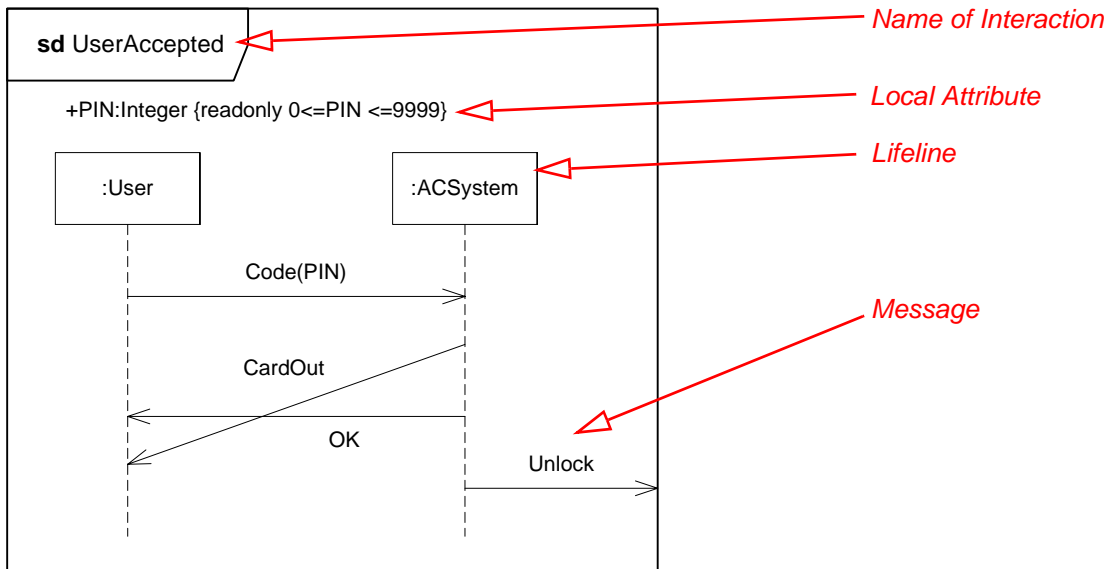 sd UserAccepted
Name of Interaction
+PIN:Integer {readonly 0<=PIN <=9999}
Local Attribute
Lifeline
:User
:ACSystem
Code(PIN)
Message
CardOut
OK
Unlock